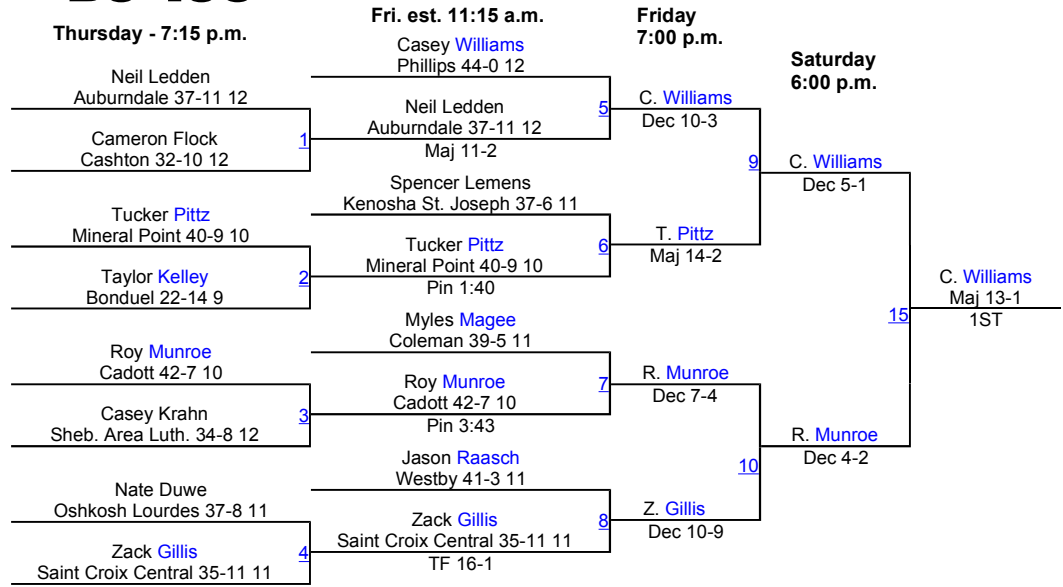 Thursday - 7:15 p.m.
Neil Ledden
Auburndale 37-11 12
Cameron Flock
Cashton 32-10 12
1
Tucker Pittz
Mineral Point 40-9 10
Taylor Kelley
Bonduel 22-14 9
2
Roy Munroe
Cadott 42-7 10
Casey Krahn
Sheb. Area Luth. 34-8 12
3
Nate Duwe
Oshkosh Lourdes 37-8 11
Zack Gillis
Saint Croix Central 35-11 11
4
Fri. est. 11:15 a.m.
Casey Williams
Phillips 44-0 12
Neil Ledden
Auburndale 37-11 12
Maj 11-2
5
Spencer Lemens
Kenosha St. Joseph 37-6 11
Tucker Pittz
Mineral Point 40-9 10
Pin 1:40
6
Myles Magee
Coleman 39-5 11
Roy Munroe
Cadott 42-7 10
Pin 3:43
7
Jason Raasch
Westby 41-3 11
Zack Gillis
Saint Croix Central 35-11 11
TF 16-1
8
Friday
7:00 p.m.
C. Williams
Dec 10-3
T. Pittz
Maj 14-2
9
R. Munroe
Dec 7-4
Z. Gillis
Dec 10-9
10
Saturday
6:00 p.m.
C. Williams
Dec 5-1
R. Munroe
Dec 4-2
15
C. Williams
Maj 13-1
1ST